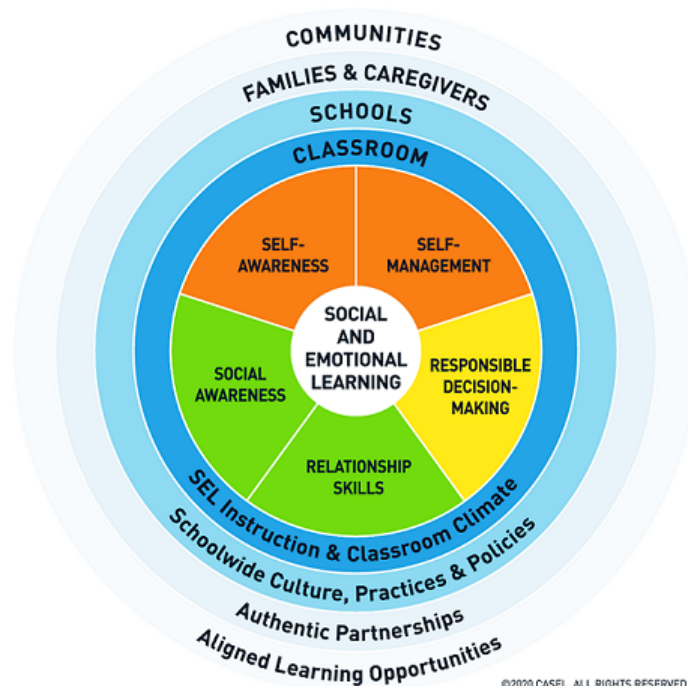 COMMUNITIES
FAMILIES & CAREGIVERS
SCHOOLS
CLASSROOM
SELF-
AWARENESS
SELF-
MANAGEMENT
SOCIAL
AND
EMOTIONAL
LEARNING
SOCIAL
AWARENESS
RESPONSIBLE
DECISION-
MAKING
RELATIONSHIP
SKILLS
SEL Instruction & Classroom Climate
Schoolwide Culture, Practices & Policies
Authentic Partnerships
Aligned Learning Opportunities
©2020 CASEL. ALL RIGHTS RESERVED